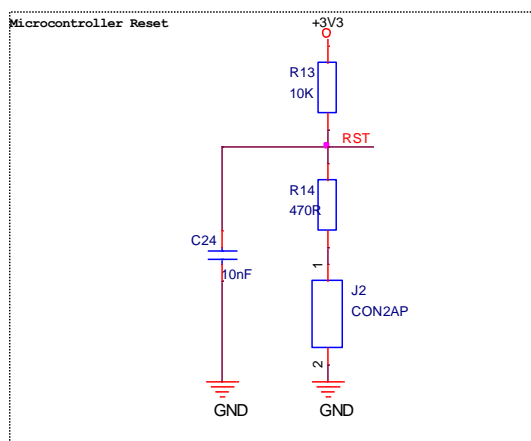 Microcontroller Reset
+3V3
R13
10K
RST
R14
470R
C24
10nF
1
J2
CON2AP
2
GND
GND